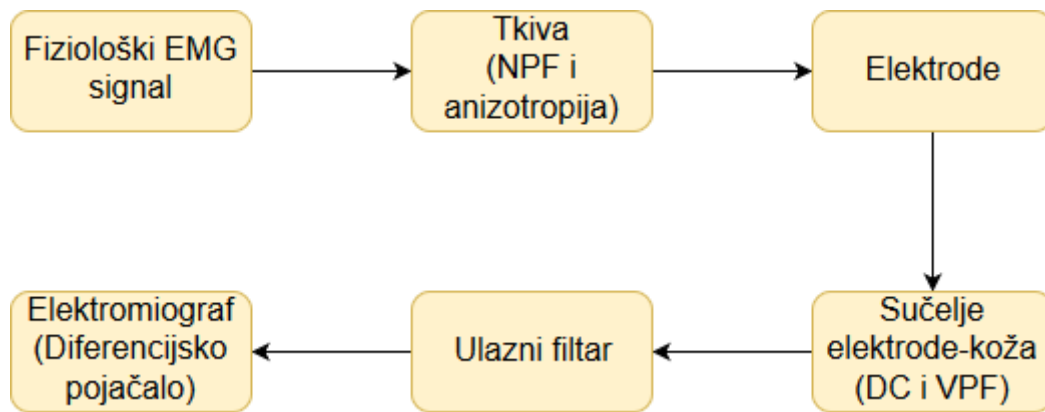 Fiziološki EMG
signal
Tkiva
(NPF i
anizotropija)
Elektrode
Sučelje
elektrode-koža
(DC i VPF)
Ulazni filtar
Elektromiograf
(Diferencijsko
pojačalo)